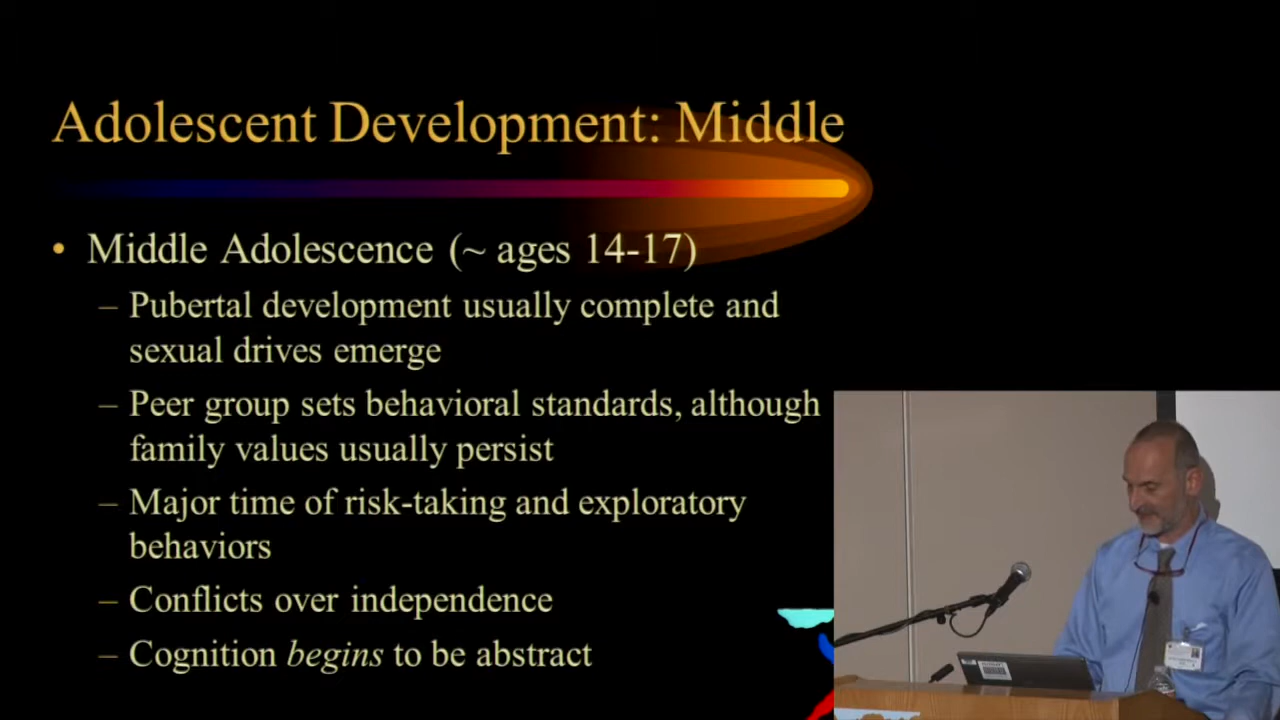 Adolescent Development: Middle
• Middle Adolescence (~ ages 14-17)
– Pubertal development usually complete and
sexual drives emerge
– Peer group sets behavioral standards, although
family values usually persist
– Major time of risk-taking and exploratory
behaviors
– Conflicts over independence
– Cognition begins to be abstract